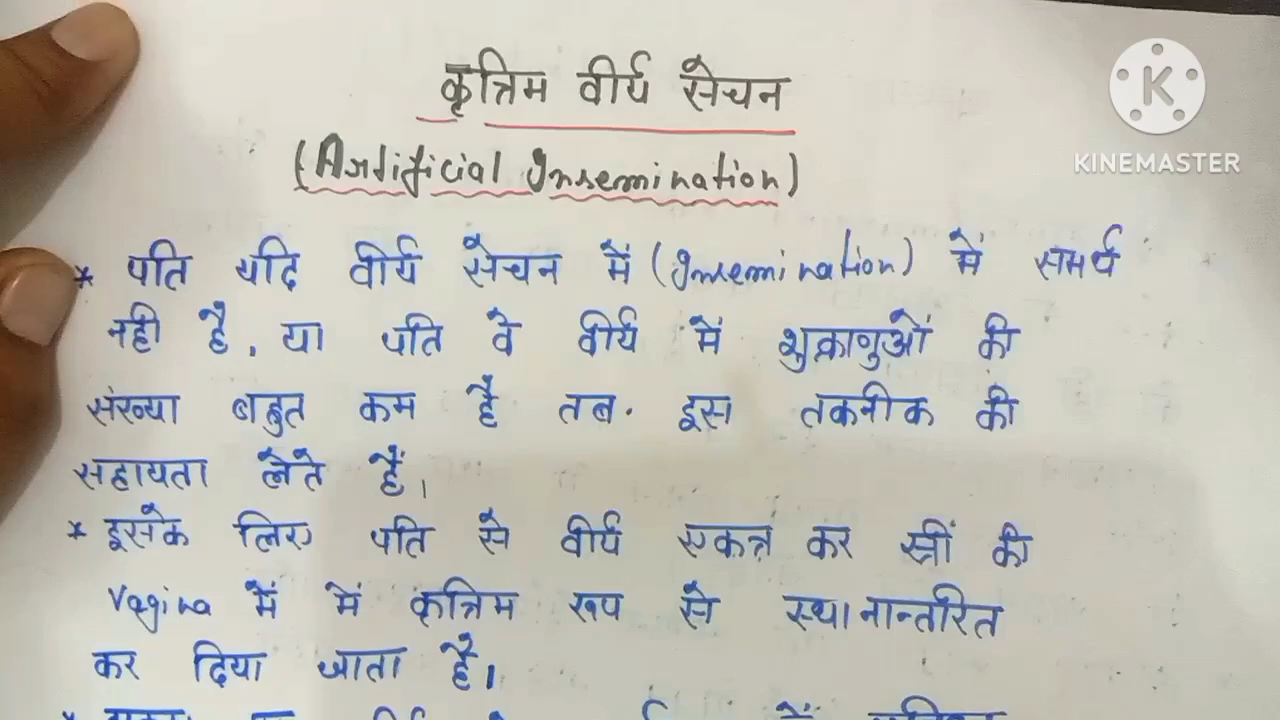 कृत्रिम वीर्य सेचन
(Artificial Insemination)
KINEMASTER
* पति यदि वीर्य सेचन में (Insemination) में समर्थ
नही है, या पति के वीर्य में शुक्राणुओं की
संख्या बहुत कम है तब. इस तकनीक की
सहायता लेते हैं।
* इसके लिए पति से वीर्य एकत्र कर स्त्रीं की
Vagina में में कृत्रिम रूप से स्थानान्तरित
कर दिया जाता है।